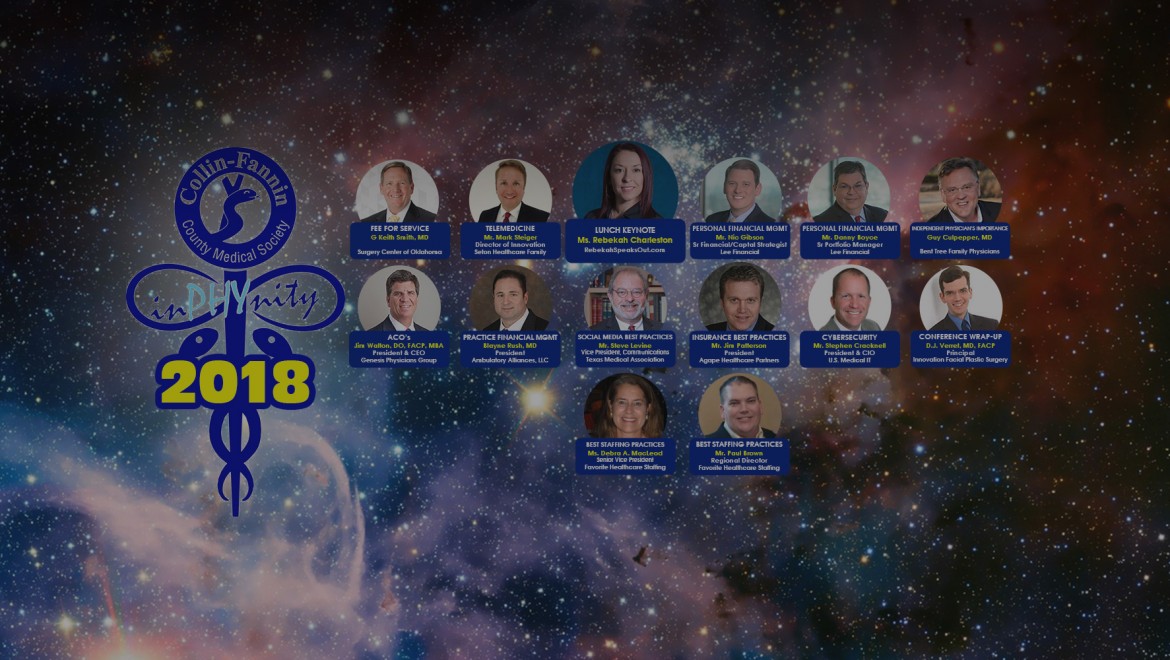 Collin-Fannin
County Medical Society
inPHYnity
2018
FEE FOR SERVICE
G Keith Smith, MD
Surgery Center of Oklahoma
TELEMEDICINE
Mr. Mark Steiger
Director of Innovation
Seton Healthcare Family
LUNCH KEYNOTE
Ms. Rebekah Charleston
RebekahSpeaksOut.com
PERSONAL FINANCIAL MGMT
Mr. Nic Gibson
Sr Financial/Captal Strategist
Lee Financial
PERSONAL FINANCIAL MGMT
Mr. Danny Boyce
Sr Portfolio Manager
Lee Financial
INDEPENDENT PHYSICIAN'S IMPORTANCE
Guy Culpepper, MD
Bent Tree Family Physicians
ACO's
Jim Walton, DO, FACP, MBA
President & CEO
Genesis Physicians Group
PRACTICE FINANCIAL MGMT
Blayne Rush, MD
President
Ambulatory Alliances, LLC
SOCIAL MEDIA BEST PRACTICES
Mr. Steve Levine
Vice President, Communications
Texas Medical Association
INSURANCE BEST PRACTICES
Mr. Jim Patterson
President
Agape Healthcare Partners
CYBERSECURITY
Mr. Stephen Cracknell
President & CIO
U.S. Medical IT
CONFERENCE WRAP-UP
D.J. Verret, MD, FACP
Principal
Innovation Facial Plastic Surgery
BEST STAFFING PRACTICES
Ms. Debra A. MacLeod
Senior Vice President
Favorite Healthcare Staffing
BEST STAFFING PRACTICES
Mr. Paul Brown
Regional Director
Favorite Healthcare Staffing